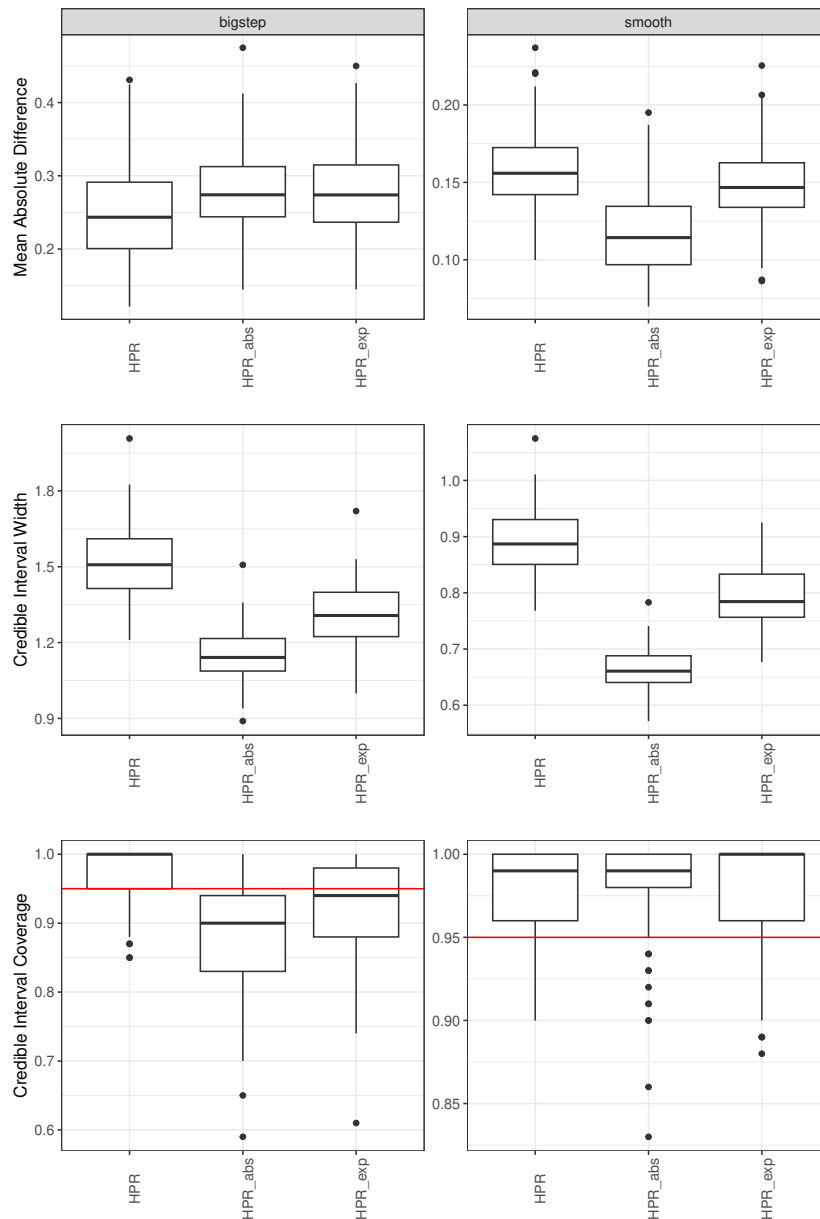 bigstep
smooth
Mean Absolute Difference
0.4
0.3
0.2
0.20
0.15
0.10
HPR
HPR_abs
HPR_exp
HPR
HPR_abs
HPR_exp
Credible Interval Width
1.8
1.5
1.2
0.9
1.0
0.9
0.8
0.7
0.6
HPR
HPR_abs
HPR_exp
HPR
HPR_abs
HPR_exp
Credible Interval Coverage
1.0
0.9
0.8
0.7
0.6
1.00
0.95
0.90
0.85
HPR
HPR_abs
HPR_exp
HPR
HPR_abs
HPR_exp